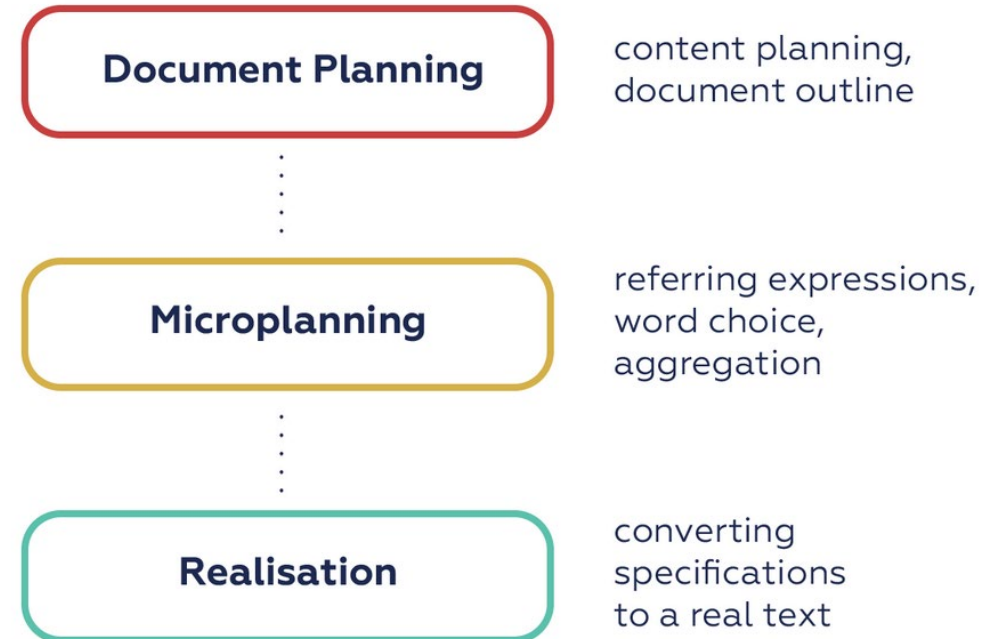 Document Planning
content planning,
document outline
Microplanning
referring expressions,
word choice,
aggregation
Realisation
converting
specifications
to a real text